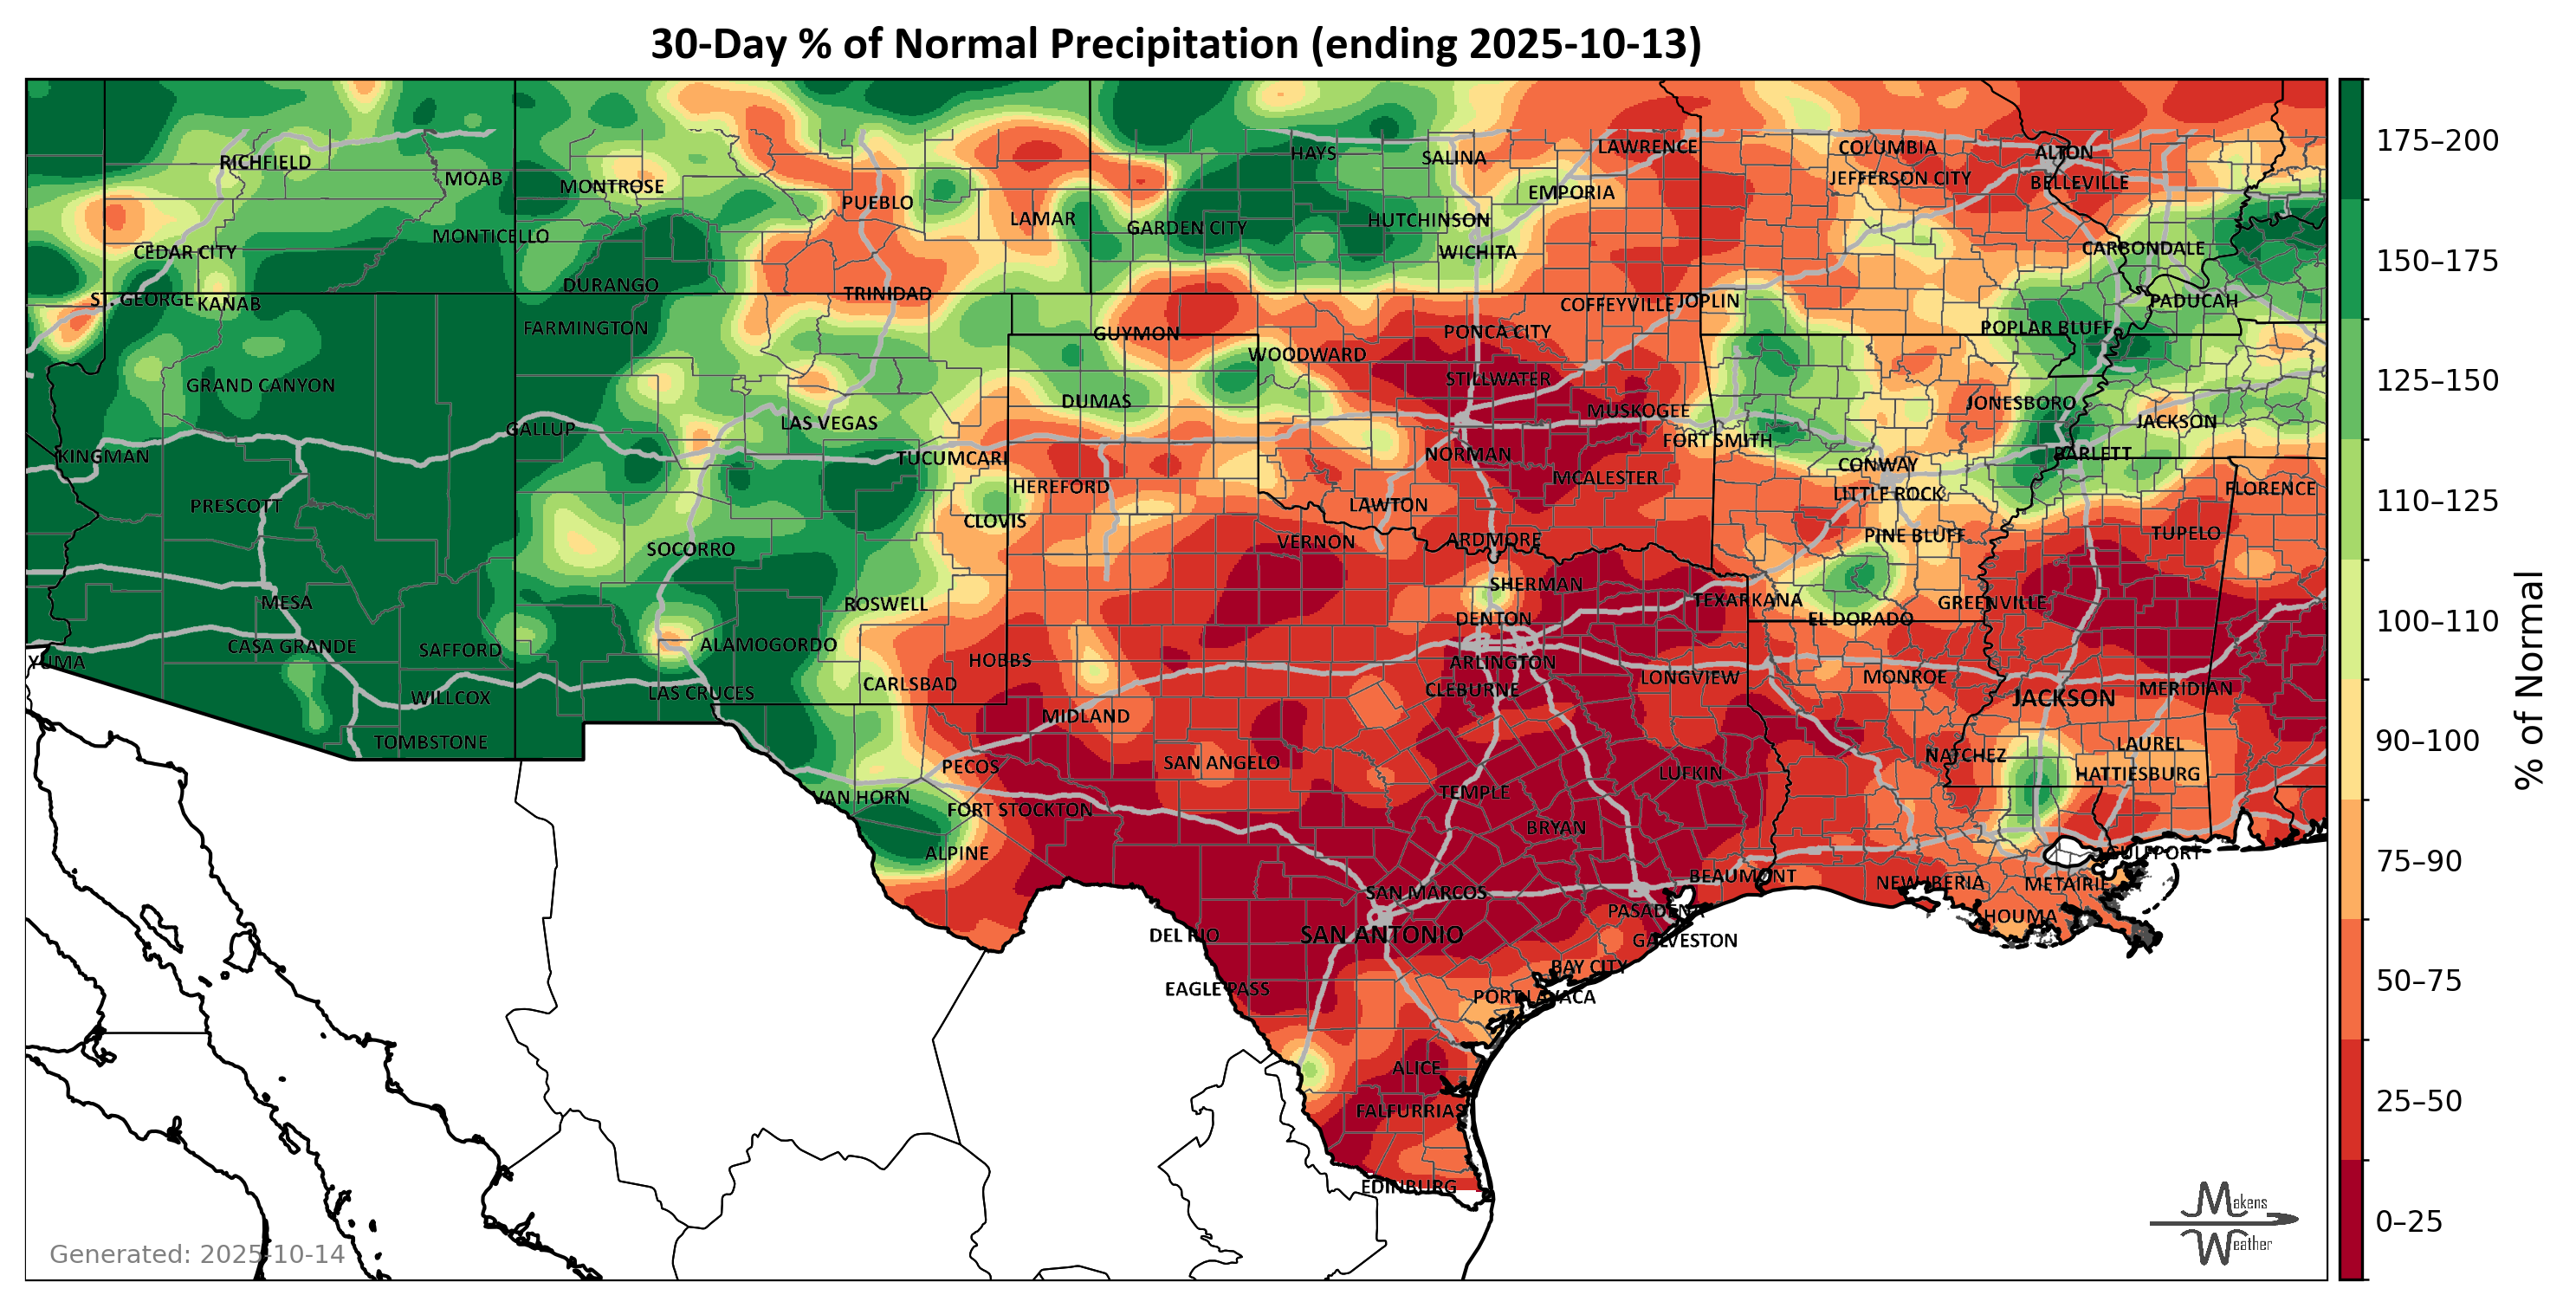 30-Day % of Normal Precipitation (ending 2025-10-13)
HAYS
SALINA
LAWRENCE
COLUMBIA
ALTON
RICHFIELD
MOAB
MONTROSE
EMPORIA
JEFFERSON CITY
BELLEVILLE
PUEBLO
LAMAR
GARDEN CITY
HUTCHINSON
MONTICELLO
CEDAR CITY
WICHITA
CARBONDALE
DURANGO
TRINIDAD
ST. GEORGE
KANAB
COFFEYVILLE
JOPLIN
PADUCAH
FARMINGTON
GUYMON
PONCA CITY
POPLAR BLUFF
WOODWARD
GRAND CANYON
STILLWATER
DUMAS
MUSKOGEE
JONESBORO
GALLUP
LAS VEGAS
FORT SMITH
JACKSON
KINGMAN
TUCUMCARI
NORMAN
BARLETT
CONWAY
HEREFORD
MCALESTER
LITTLE ROCK
FLORENCE
PRESCOTT
LAWTON
CLOVIS
SOCORRO
VERNON
ARDMORE
PINE BLUFF
TUPELO
MESA
ROSWELL
SHERMAN
TEXARKANA
GREENVILLE
DENTON
EL DORADO
CASA GRANDE
SAFFORD
ALAMOGORDO
YUMA
HOBBS
ARLINGTON
CARLSBAD
CLEBURNE
LONGVIEW
MONROE
JACKSON
MERIDIAN
WILLCOX
LAS CRUCES
MIDLAND
TOMBSTONE
PECOS
SAN ANGELO
LUFKIN
NATCHEZ
LAUREL
HATTIESBURG
VAN HORN
FORT STOCKTON
TEMPLE
BRYAN
ALPINE
GULFPORT
SAN MARCOS
BEAUMONT
NEW IBERIA
METAIRIE
PASADENA
HOUMA
DEL RIO
SAN ANTONIO
GALVESTON
BAY CITY
EAGLE PASS
PORT LAVACA
ALICE
FALFURRIAS
EDINBURG
175–200
150–175
125–150
110–125
100–110
90–100
75–90
50–75
25–50
0–25
% of Normal
Generated: 2025-10-14
Makens
Weather